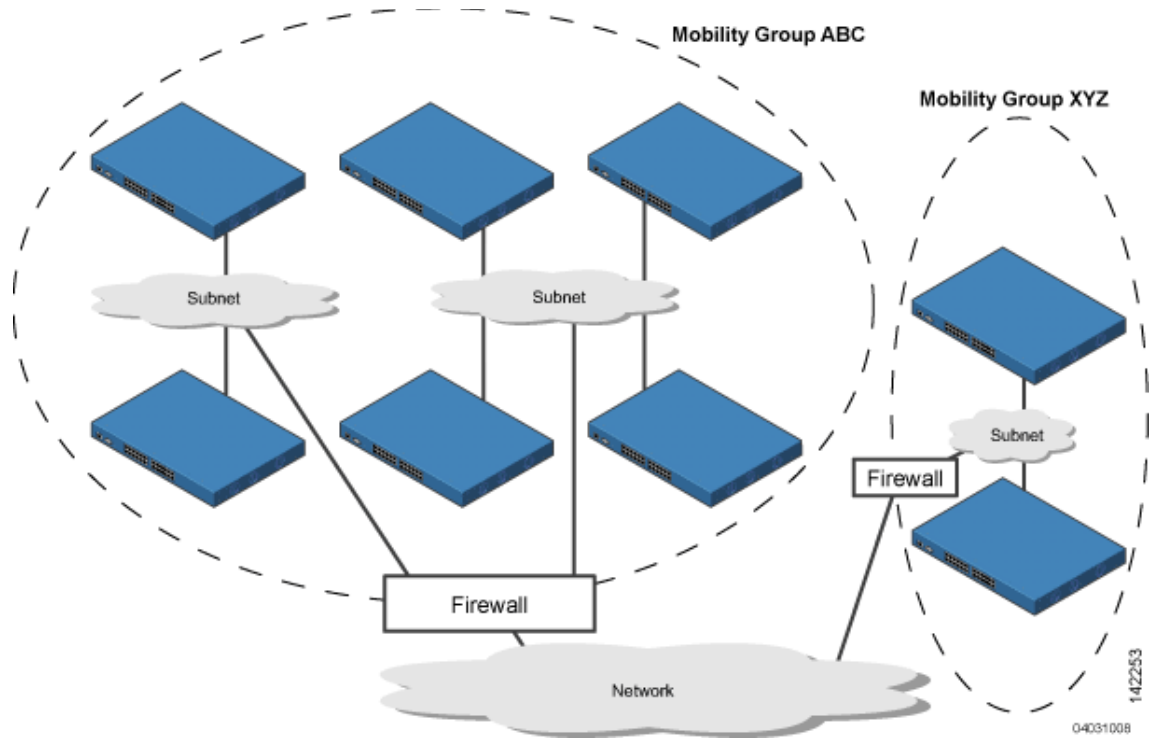 Mobility Group ABC
Mobility Group XYZ
Subnet
Subnet
Subnet
Firewall
Firewall
Network
142253
04031008